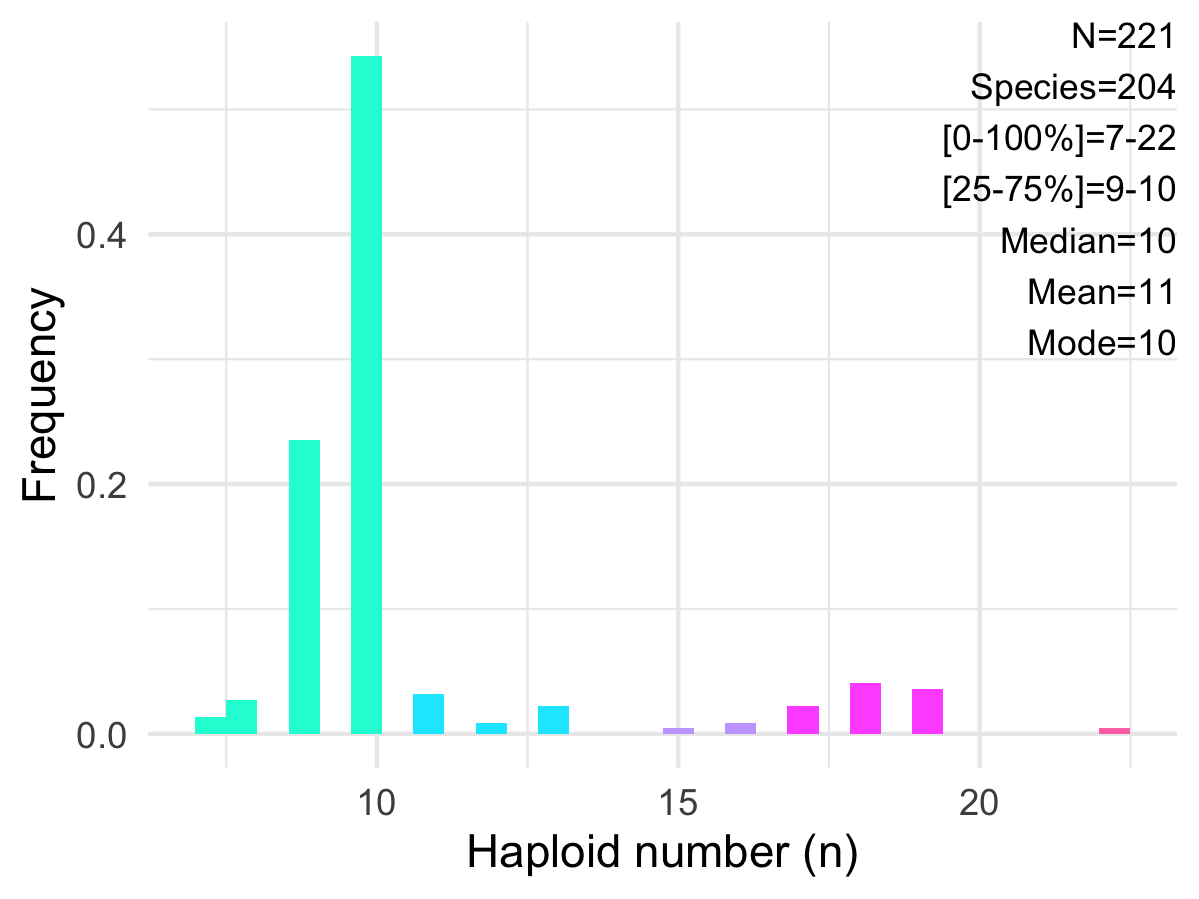 N=221
Species=204
[0-100%]=7-22
[25-75%]=9-10
Median=10
Mean=11
Mode=10
Frequency
0.4
0.2
0.0
10 15 20
Haploid number (n)